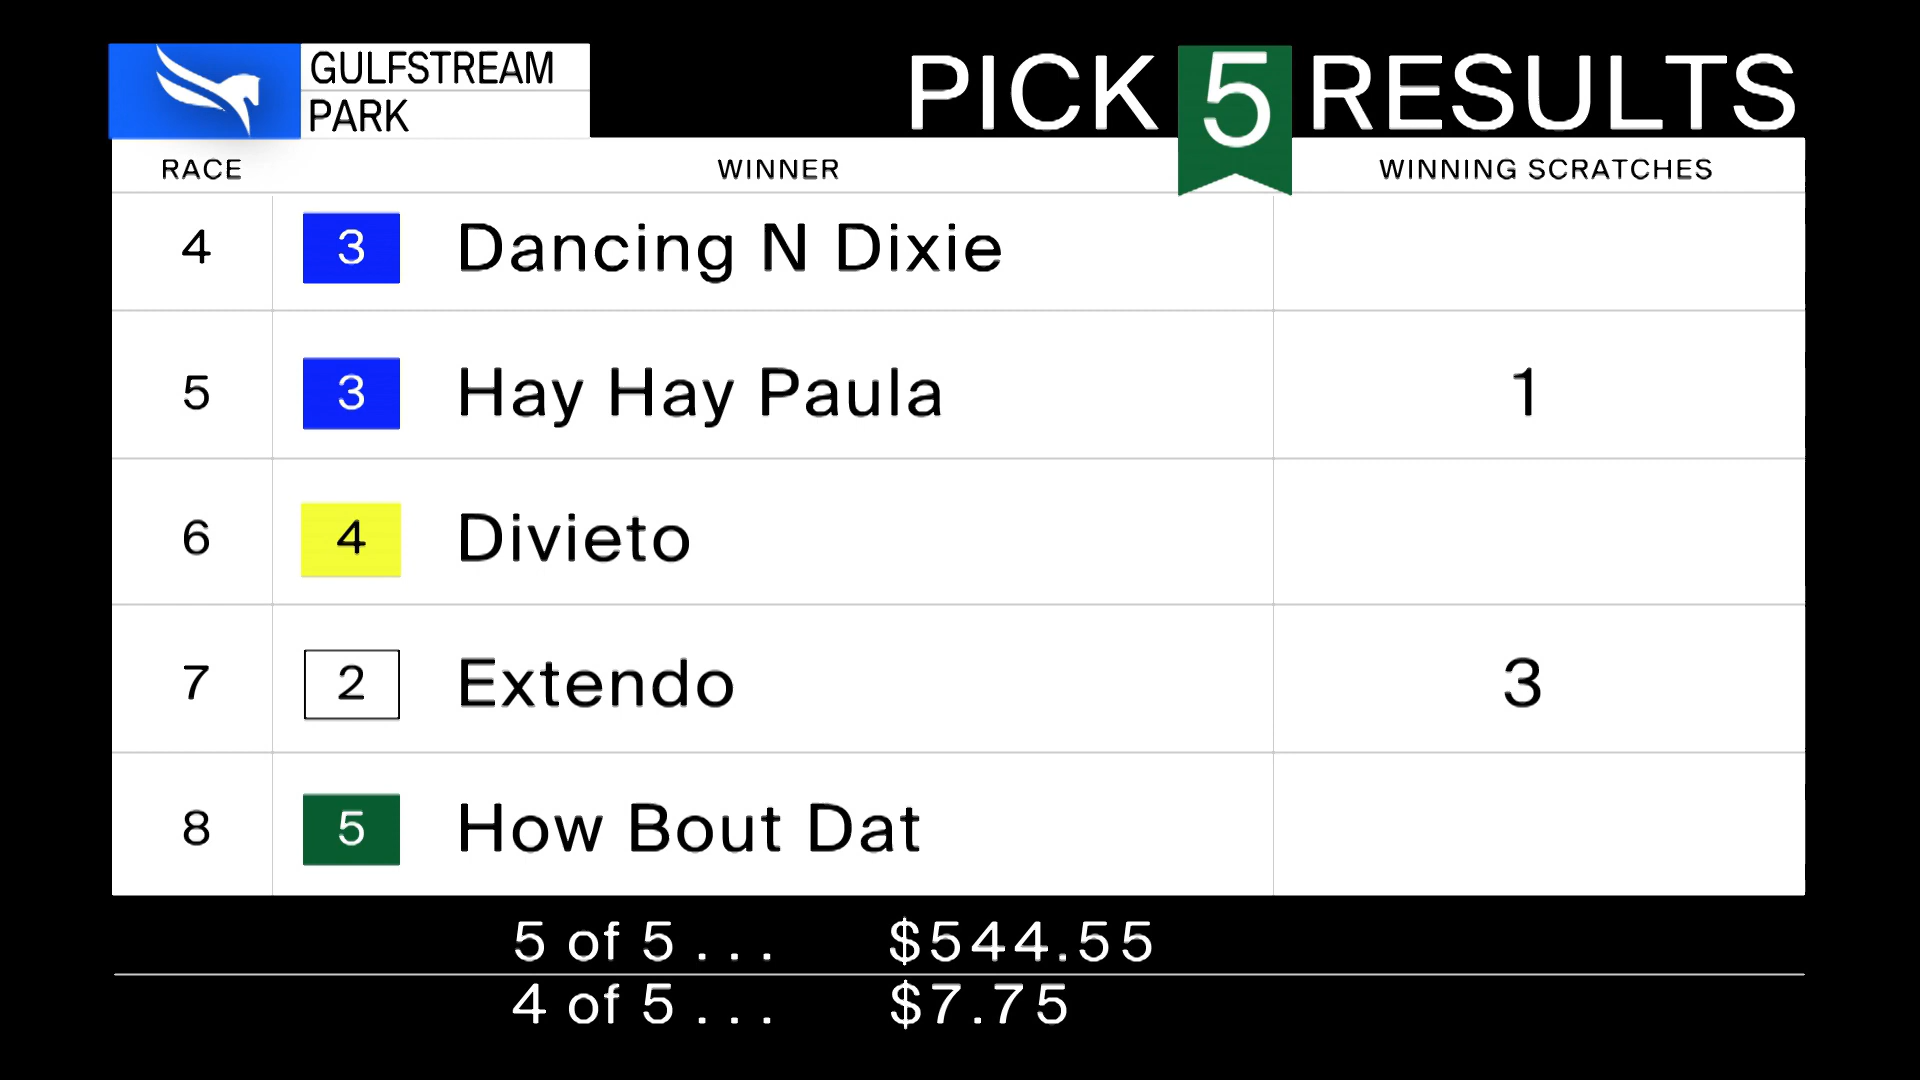 GULFSTREAM
PARK
PICK 5 RESULTS
RACE WINNER WINNING SCRATCHES
4 3 Dancing N Dixie
5 3 Hay Hay Paula 1
6 4 Divieto
7 2 Extendo 3
8 5 How Bout Dat
5 of 5 . . . $544.55
4 of 5 . . . $7.75